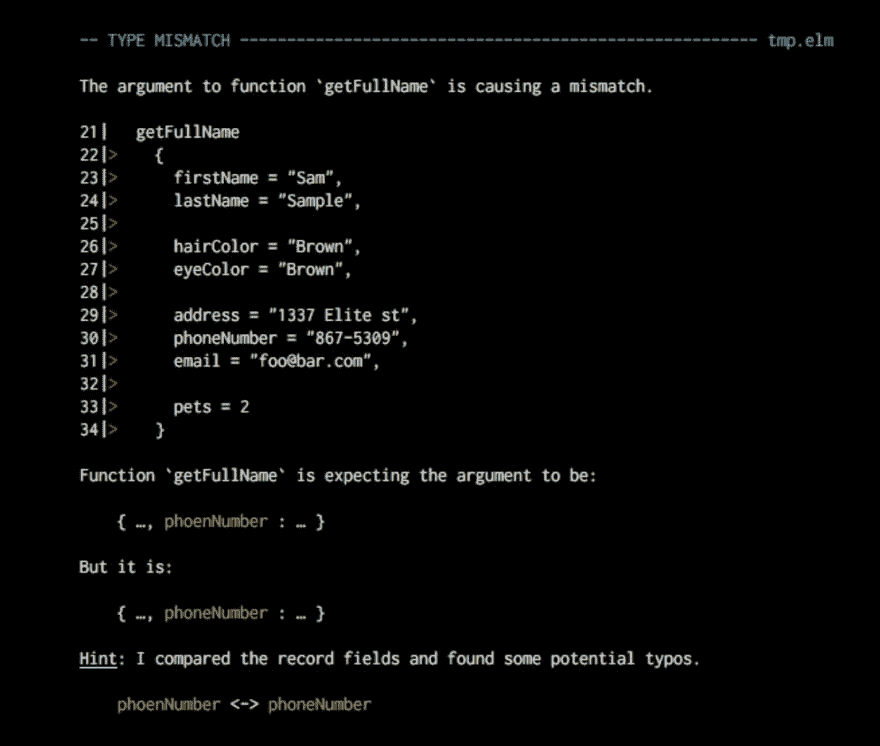 -- TYPE MISMATCH ------------------------------------------------------- tmp.elm
The argument to function `getFullName` is causing a mismatch.
21|   getFullName
22|>    {
23|>      firstName = "Sam",
24|>      lastName = "Sample",
25|>
26|>      hairColor = "Brown",
27|>      eyeColor = "Brown",
28|>
29|>      address = "1337 Elite st",
30|>      phoneNumber = "867-5309",
31|>      email = "foo@bar.com",
32|>
33|>      pets = 2
34|>    }
Function `getFullName` is expecting the argument to be:
{ …, phoenNumber : … }
But it is:
{ …, phoneNumber : … }
Hint: I compared the record fields and found some potential typos.
phoenNumber <-> phoneNumber